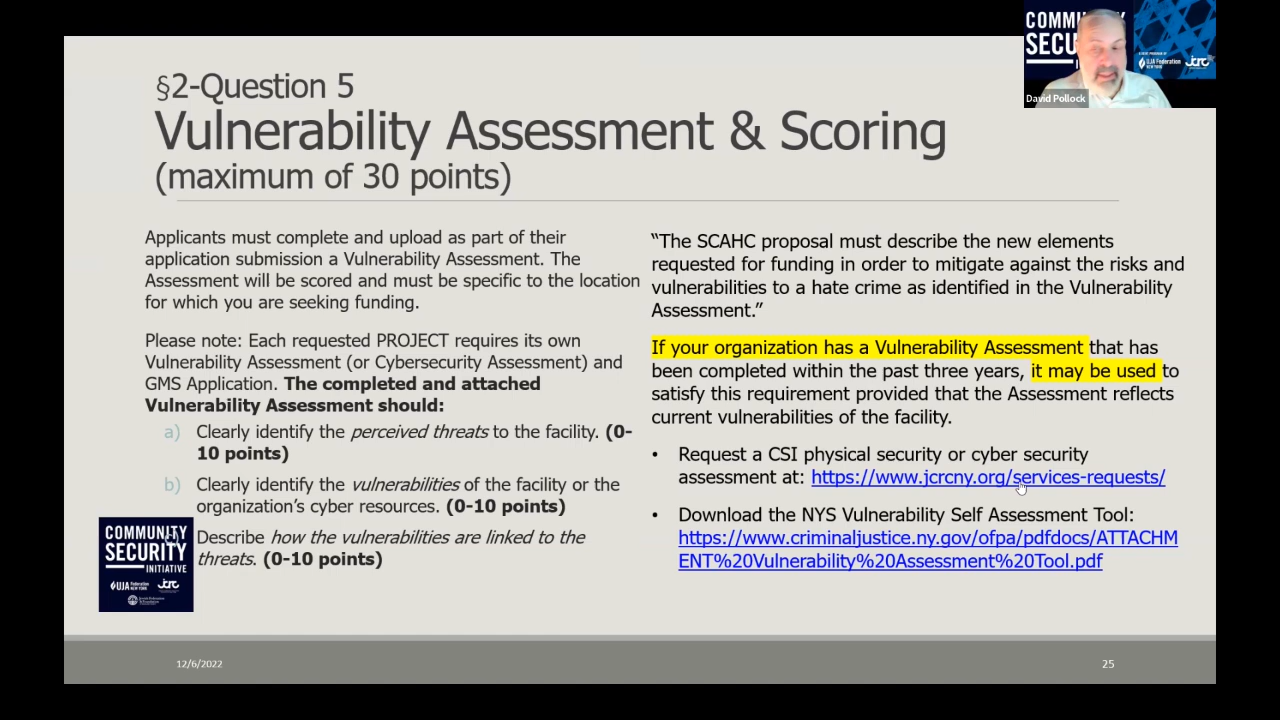 §2-Question 5
Vulnerability Assessment & Scoring
(maximum of 30 points)
Applicants must complete and upload as part of their
application submission a Vulnerability Assessment. The
Assessment will be scored and must be specific to the location
for which you are seeking funding.
Please note: Each requested PROJECT requires its own
Vulnerability Assessment (or Cybersecurity Assessment) and
GMS Application. The completed and attached
Vulnerability Assessment should:
a) Clearly identify the perceived threats to the facility. (0-
10 points)
b) Clearly identify the vulnerabilities of the facility or the
organization's cyber resources. (0-10 points)
Describe how the vulnerabilities are linked to the
threats. (0-10 points)
"The SCAHC proposal must describe the new elements
requested for funding in order to mitigate against the risks and
vulnerabilities to a hate crime as identified in the Vulnerability
Assessment."
If your organization has a Vulnerability Assessment that has
been completed within the past three years, it may be used to
satisfy this requirement provided that the Assessment reflects
current vulnerabilities of the facility.
• Request a CSI physical security or cyber security
assessment at: https://www.jcrcny.org/services-requests/
• Download the NYS Vulnerability Self Assessment Tool:
https://www.criminaljustice.ny.gov/ofpa/pdfdocs/ATTACHM
ENT%20Vulnerability%20Assessment%20Tool.pdf
COMMUNITY
SECURITY
INITIATIVE
UJA Federation
NEW YORK
jcrc
12/6/2022
25
David Pollock
UJA Federation
NEW YORK
jcrc